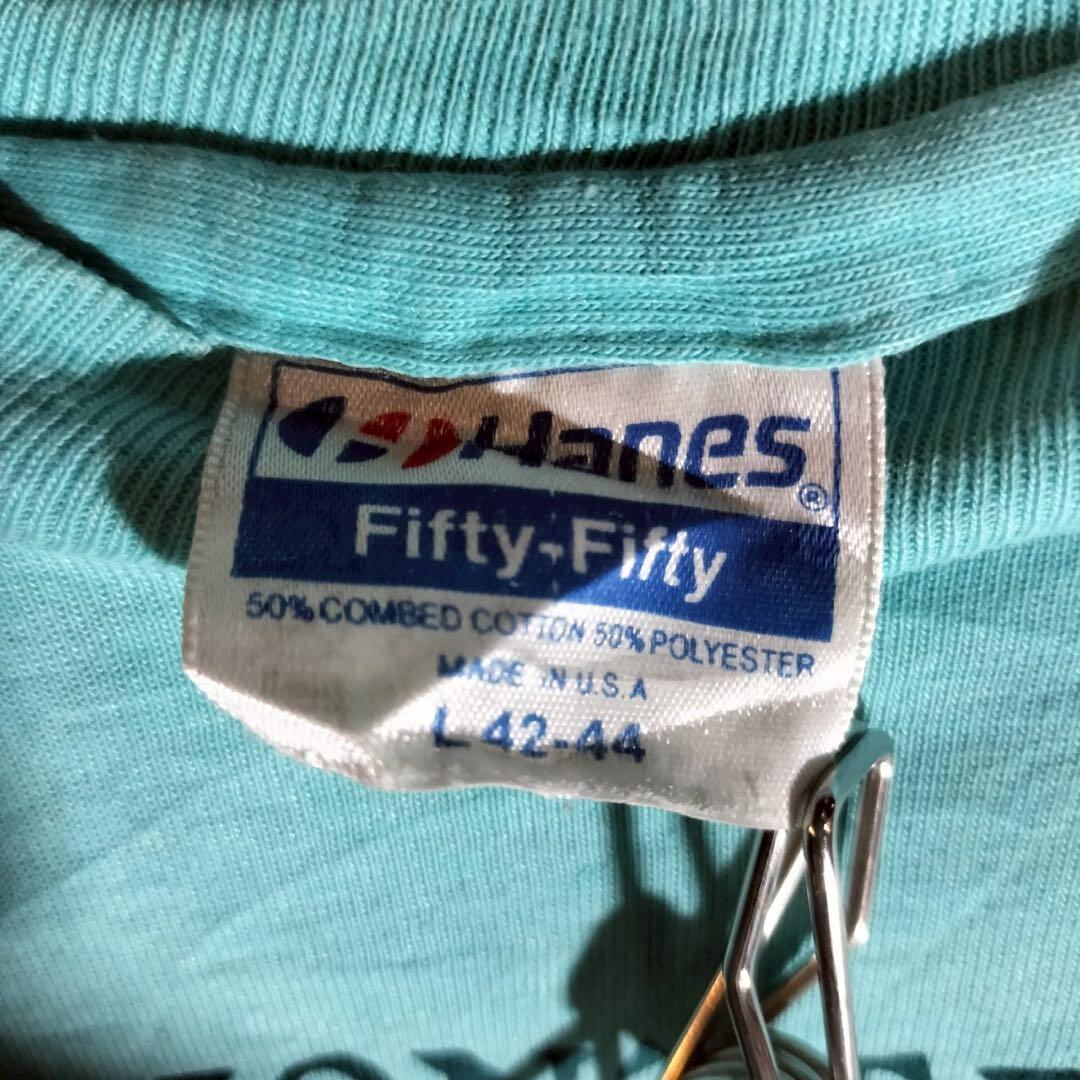 Hanes®
Fifty-Fifty
50% COMBED COTTON 50% POLYESTER
MADE IN U.S.A
L 42-44